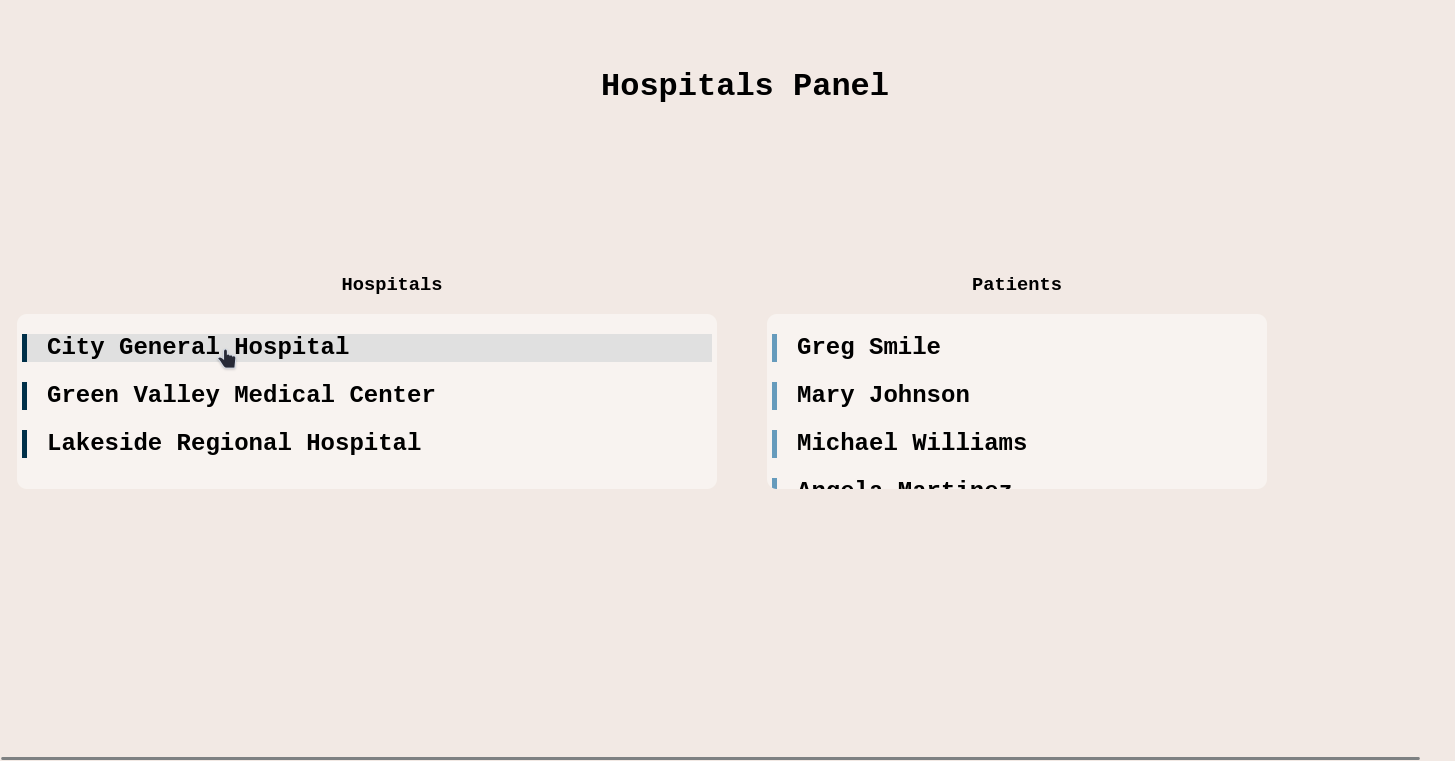 Hospitals Panel
Hospitals
City General Hospital
Green Valley Medical Center
Lakeside Regional Hospital
Patients
Greg Smile
Mary Johnson
Michael Williams
Angela Martinez